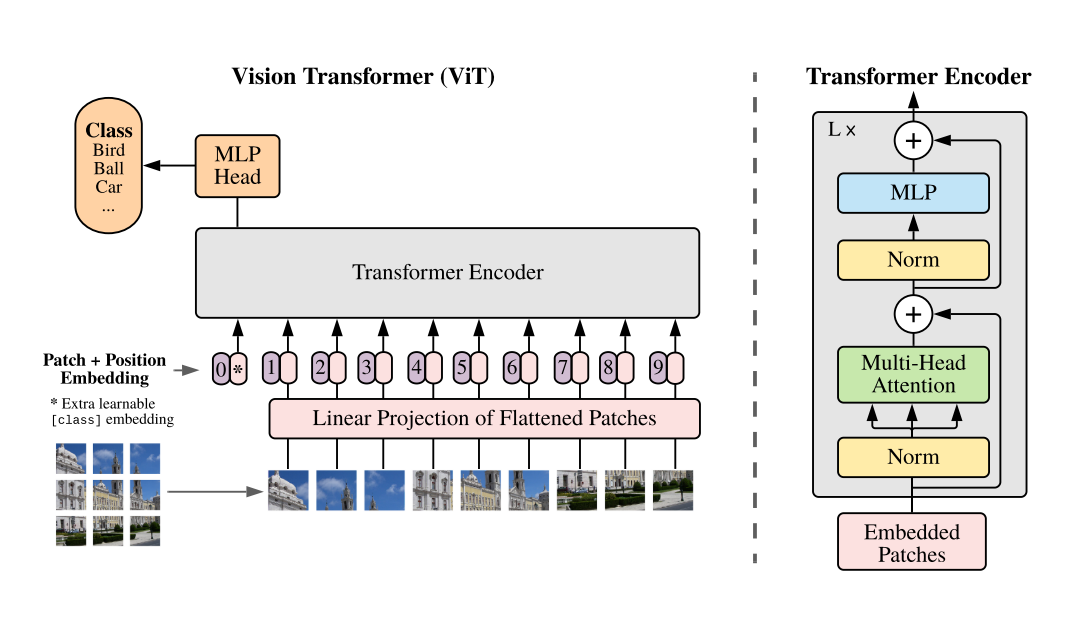 Vision Transformer (ViT)
Class
Bird
Ball
Car
...
MLP
Head
Transformer Encoder
0 * 1 2 3 4 5 6 7 8 9
Patch + Position
Embedding
* Extra learnable
[class] embedding
Linear Projection of Flattened Patches
Transformer Encoder
L ×
+
MLP
Norm
+
Multi-Head
Attention
Norm
Embedded
Patches